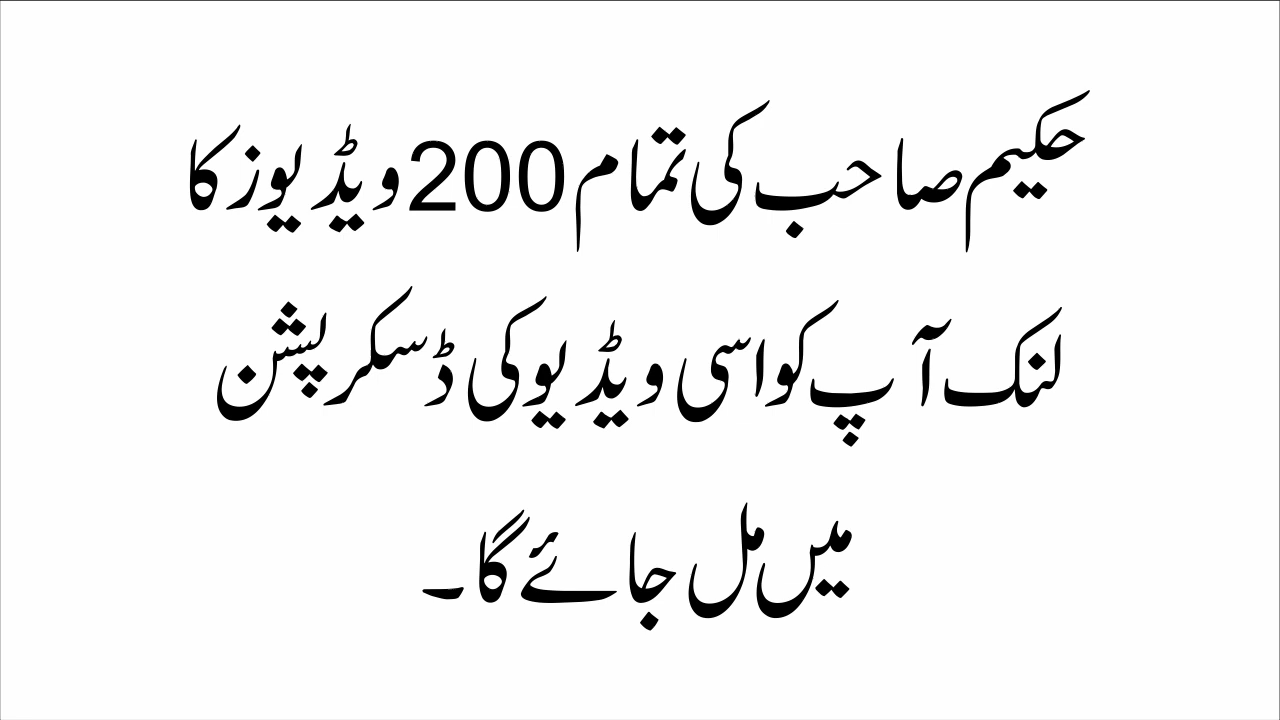 حکیم صاحب کی تمام 200 ویڈیوز کا
لنک آپ کو اسی ویڈیو کی ڈسکرپشن
میں مل جائے گا۔